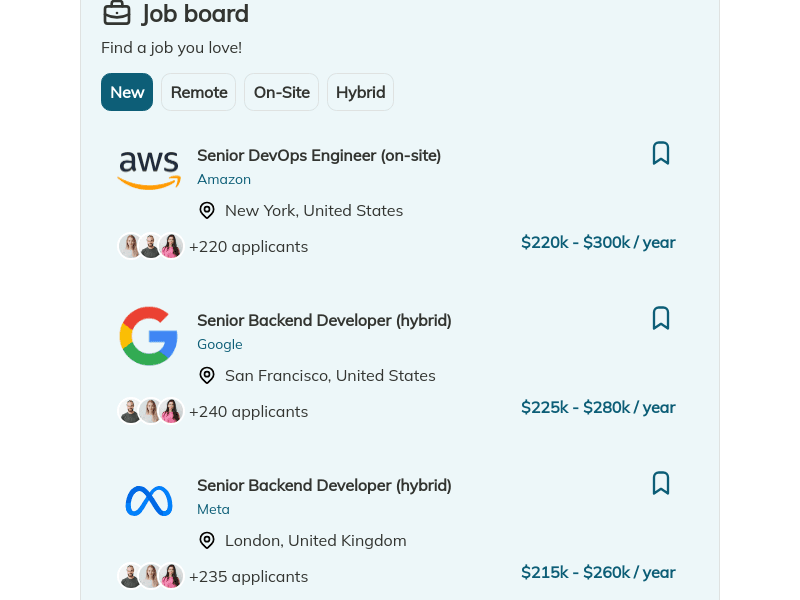 Job board
Find a job you love!
New Remote On-Site Hybrid
aws
Senior DevOps Engineer (on-site)
Amazon
New York, United States
+220 applicants
$220k - $300k / year
Senior Backend Developer (hybrid)
Google
San Francisco, United States
+240 applicants
$225k - $280k / year
Senior Backend Developer (hybrid)
Meta
London, United Kingdom
+235 applicants
$215k - $260k / year